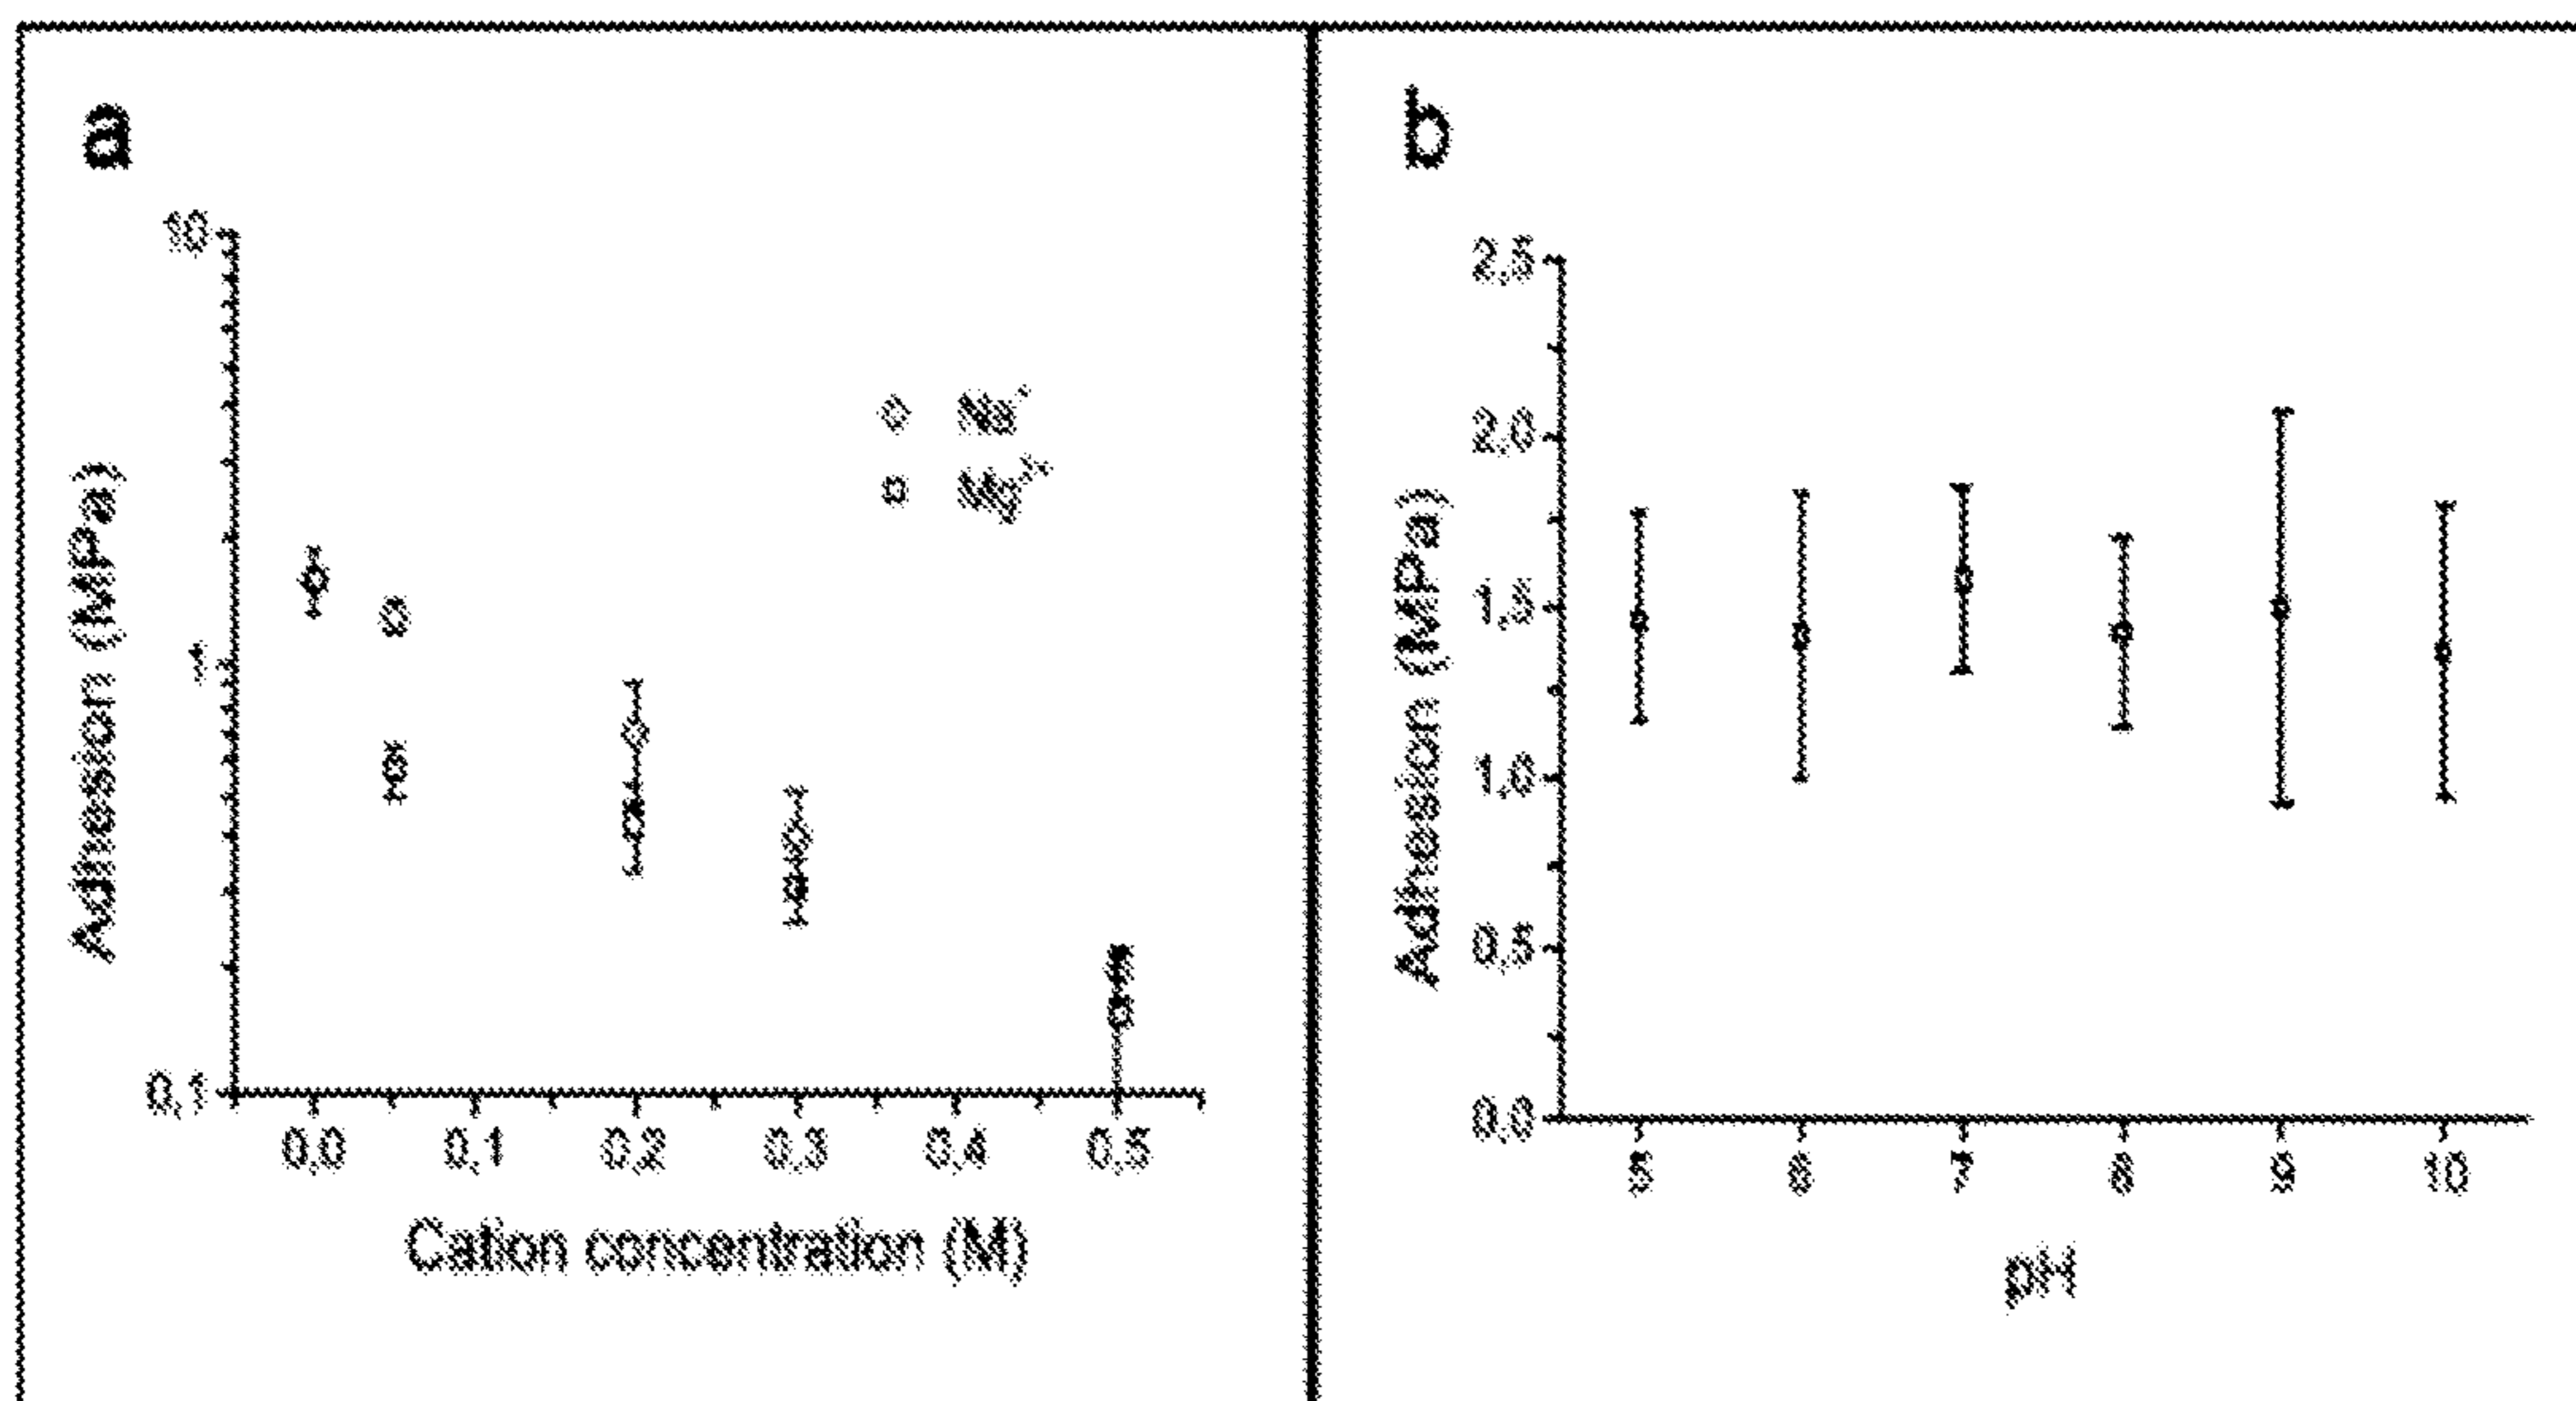 a
10
1
0,1
Adhesion (MPa)
Na⁺
Mg²⁺
0,0 0,1 0,2 0,3 0,4 0,5
Cation concentration (M)
b
2,5
2,0
1,5
1,0
0,5
0,0
Adhesion (MPa)
5 6 7 8 9 10
pH